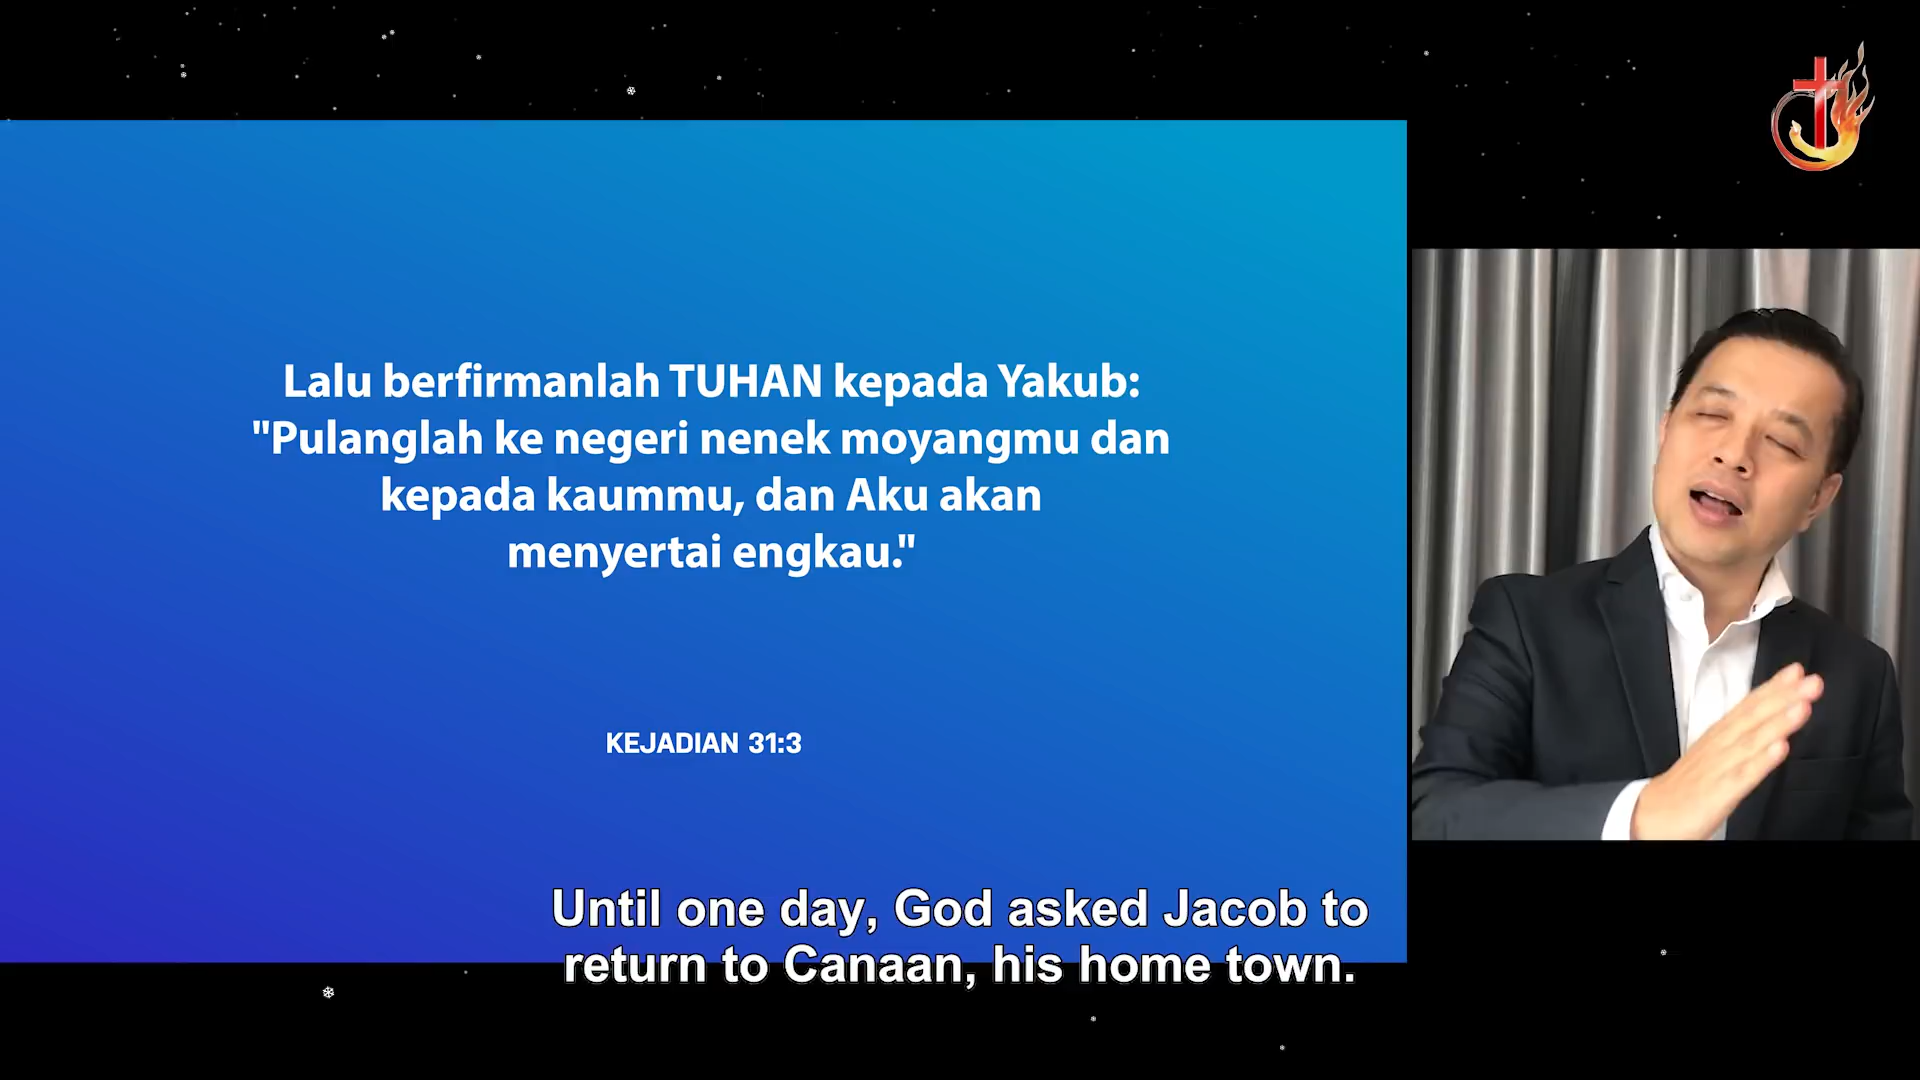 Lalu berfirmanlah TUHAN kepada Yakub:
"Pulanglah ke negeri nenek moyangmu dan
kepada kaummu, dan Aku akan
menyertai engkau."
KEJADIAN 31:3
Until one day, God asked Jacob to
return to Canaan, his home town.